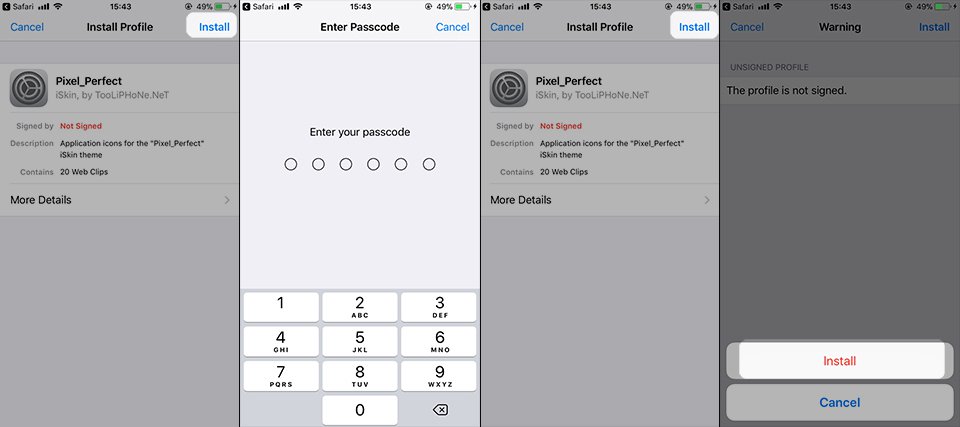 Safari 15:43 49%
Cancel Install Profile Install
Pixel_Perfect
iSkin, by TooLiPHoNe.NeT
Signed by Not Signed
Description Application icons for the "Pixel_Perfect"
iSkin theme
Contains 20 Web Clips
More Details
Safari 15:43 49%
Enter Passcode Cancel
Enter your passcode
1 2 3
ABC DEF
4 5 6
GHI JKL MNO
7 8 9
PQRS TUV WXYZ
0
Safari 15:43 49%
Cancel Install Profile Install
Pixel_Perfect
iSkin, by TooLiPHoNe.NeT
Signed by Not Signed
Description Application icons for the "Pixel_Perfect"
iSkin theme
Contains 20 Web Clips
More Details
Safari 15:43 49%
Cancel Warning Install
UNSIGNED PROFILE
The profile is not signed.
Install
Cancel